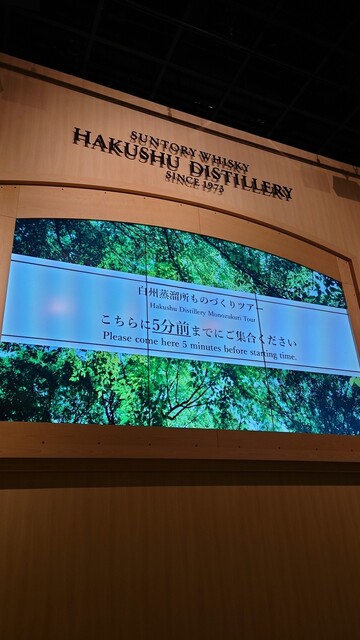 SUNTORY WHISKY
HAKUSHU DISTILLERY
SINCE 1973
白州蒸溜所ものづくりツアー
Hakushu Distillery Monozukuri Tour
こちらに5分前までにご集合ください
Please come here 5 minutes before starting time.